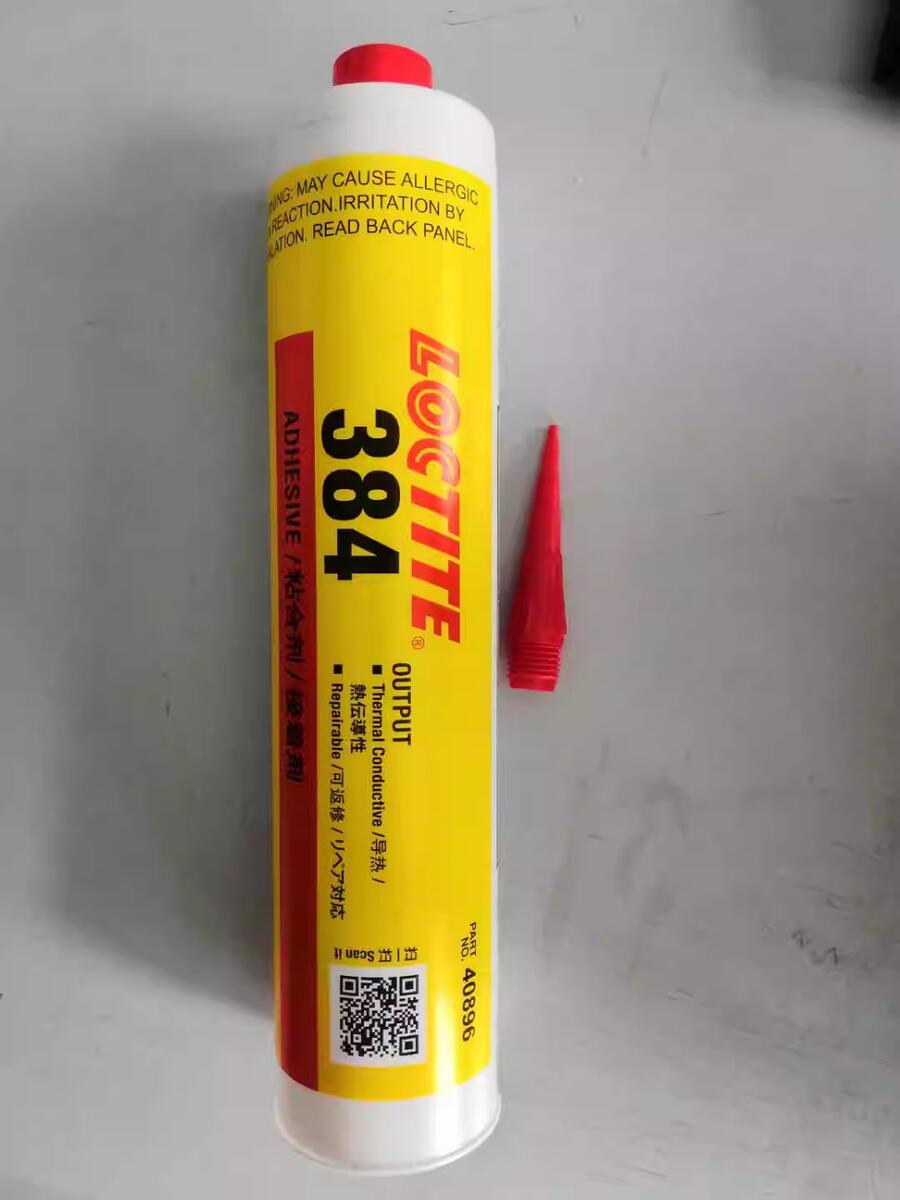 NING: MAY CAUSE ALLERGIC
REACTION.IRRITATION BY
LATION. READ BACK PANEL.
LOCTITE®
384
ADHESIVE /粘合剂/ 接着剤
OUTPUT
■ Thermal Conductive /导热 /
熱伝導性
■ Repairable /可返修 / リペア対応
扫一扫 Scan it
PART
NO. 40896